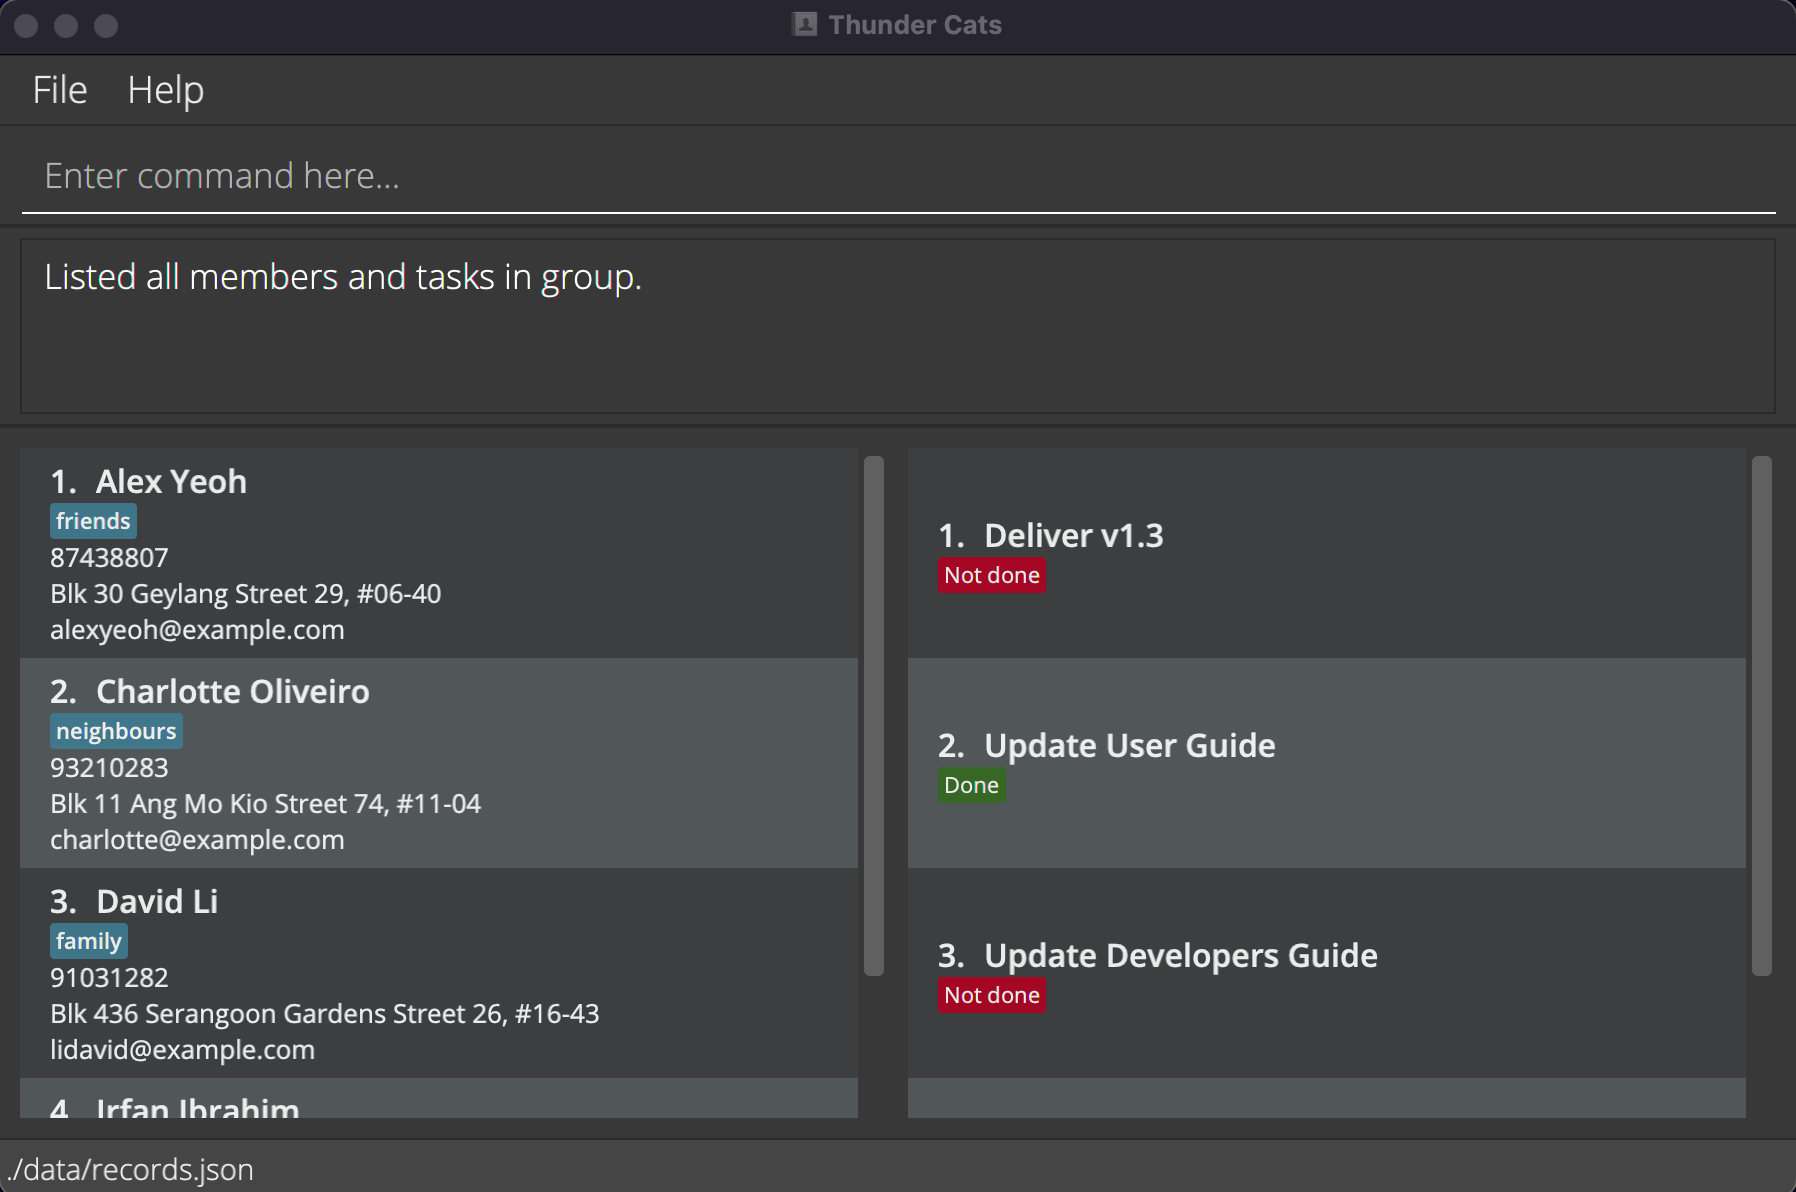 Thunder Cats
File Help
Enter command here...
Listed all members and tasks in group.
1. Alex Yeoh
friends
87438807
Blk 30 Geylang Street 29, #06-40
alexyeoh@example.com
2. Charlotte Oliveiro
neighbours
93210283
Blk 11 Ang Mo Kio Street 74, #11-04
charlotte@example.com
3. David Li
family
91031282
Blk 436 Serangoon Gardens Street 26, #16-43
lidavid@example.com
4. Irfan Ibrahim
1. Deliver v1.3
Not done
2. Update User Guide
Done
3. Update Developers Guide
Not done
./data/records.json